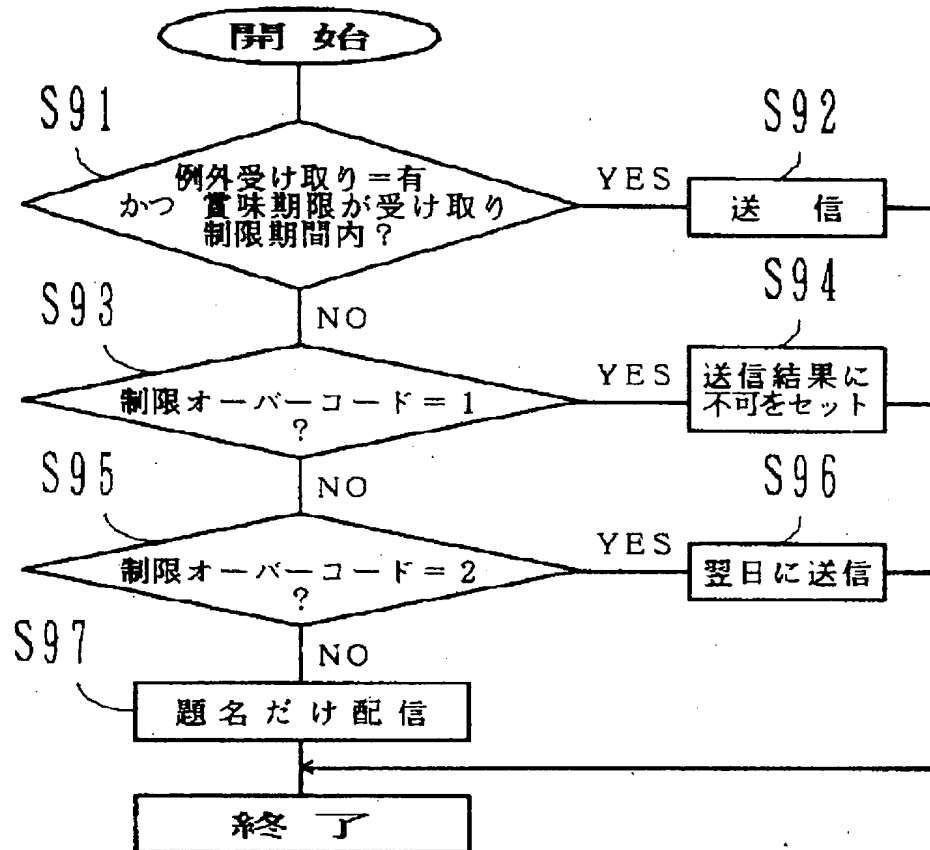 開始
S91
例外受け取り=有
かつ 賞味期限が受け取り
制限期間内?
YES
S92
送信
NO
S93
制限オーバーコード=1
?
YES
S94
送信結果に
不可をセット
NO
S95
制限オーバーコード=2
?
YES
S96
翌日に送信
NO
S97
題名だけ配信
終了